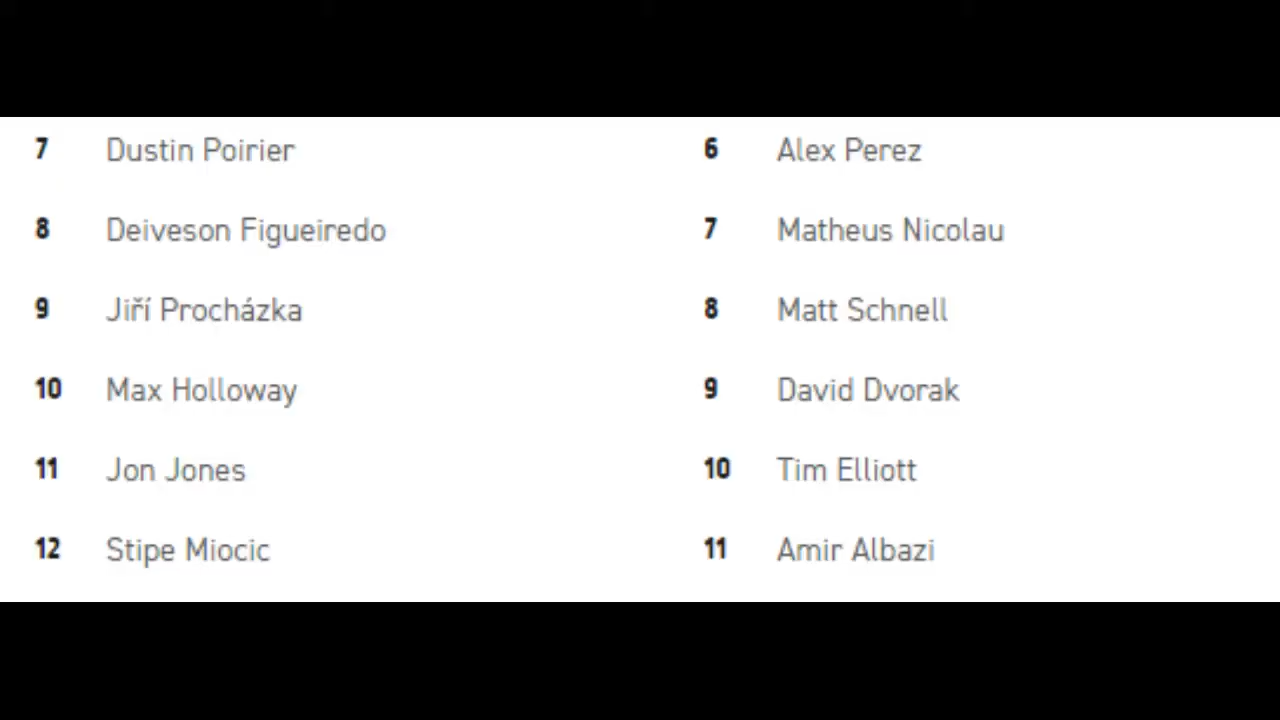 7 Dustin Poirier
8 Deiveson Figueiredo
9 Jiří Procházka
10 Max Holloway
11 Jon Jones
12 Stipe Miocic
6 Alex Perez
7 Matheus Nicolau
8 Matt Schnell
9 David Dvorak
10 Tim Elliott
11 Amir Albazi